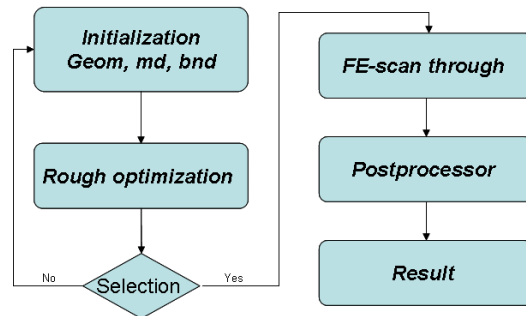 Initialization
Geom, md, bnd
Rough optimization
Selection
No
Yes
FE-scan through
Postprocessor
Result